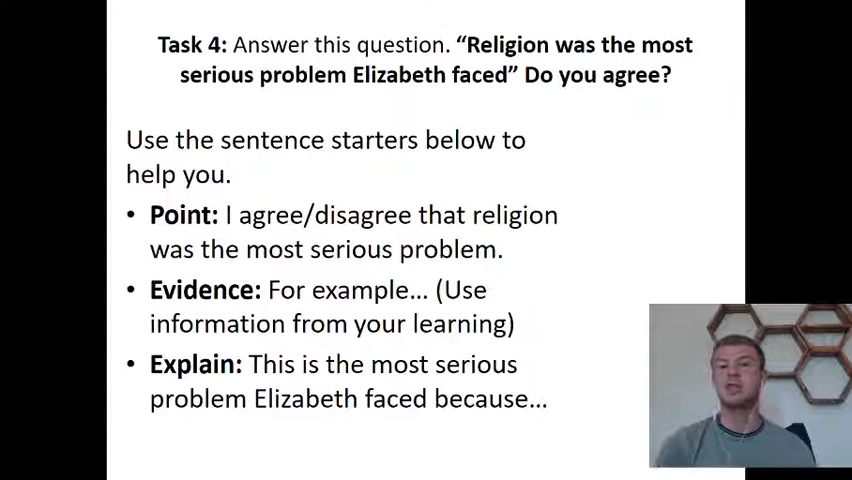 Task 4: Answer this question. “Religion was the most
serious problem Elizabeth faced” Do you agree?
Use the sentence starters below to
help you.
• Point: I agree/disagree that religion
was the most serious problem.
• Evidence: For example... (Use
information from your learning)
• Explain: This is the most serious
problem Elizabeth faced because...